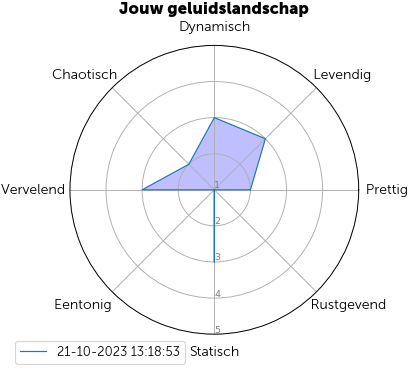 Jouw geluidslandschap
Dynamisch
Chaotisch
Levendig
Vervelend
1
Prettig
2
3
Eentonig
4
Rustgevend
5
21-10-2023 13:18:53
Statisch